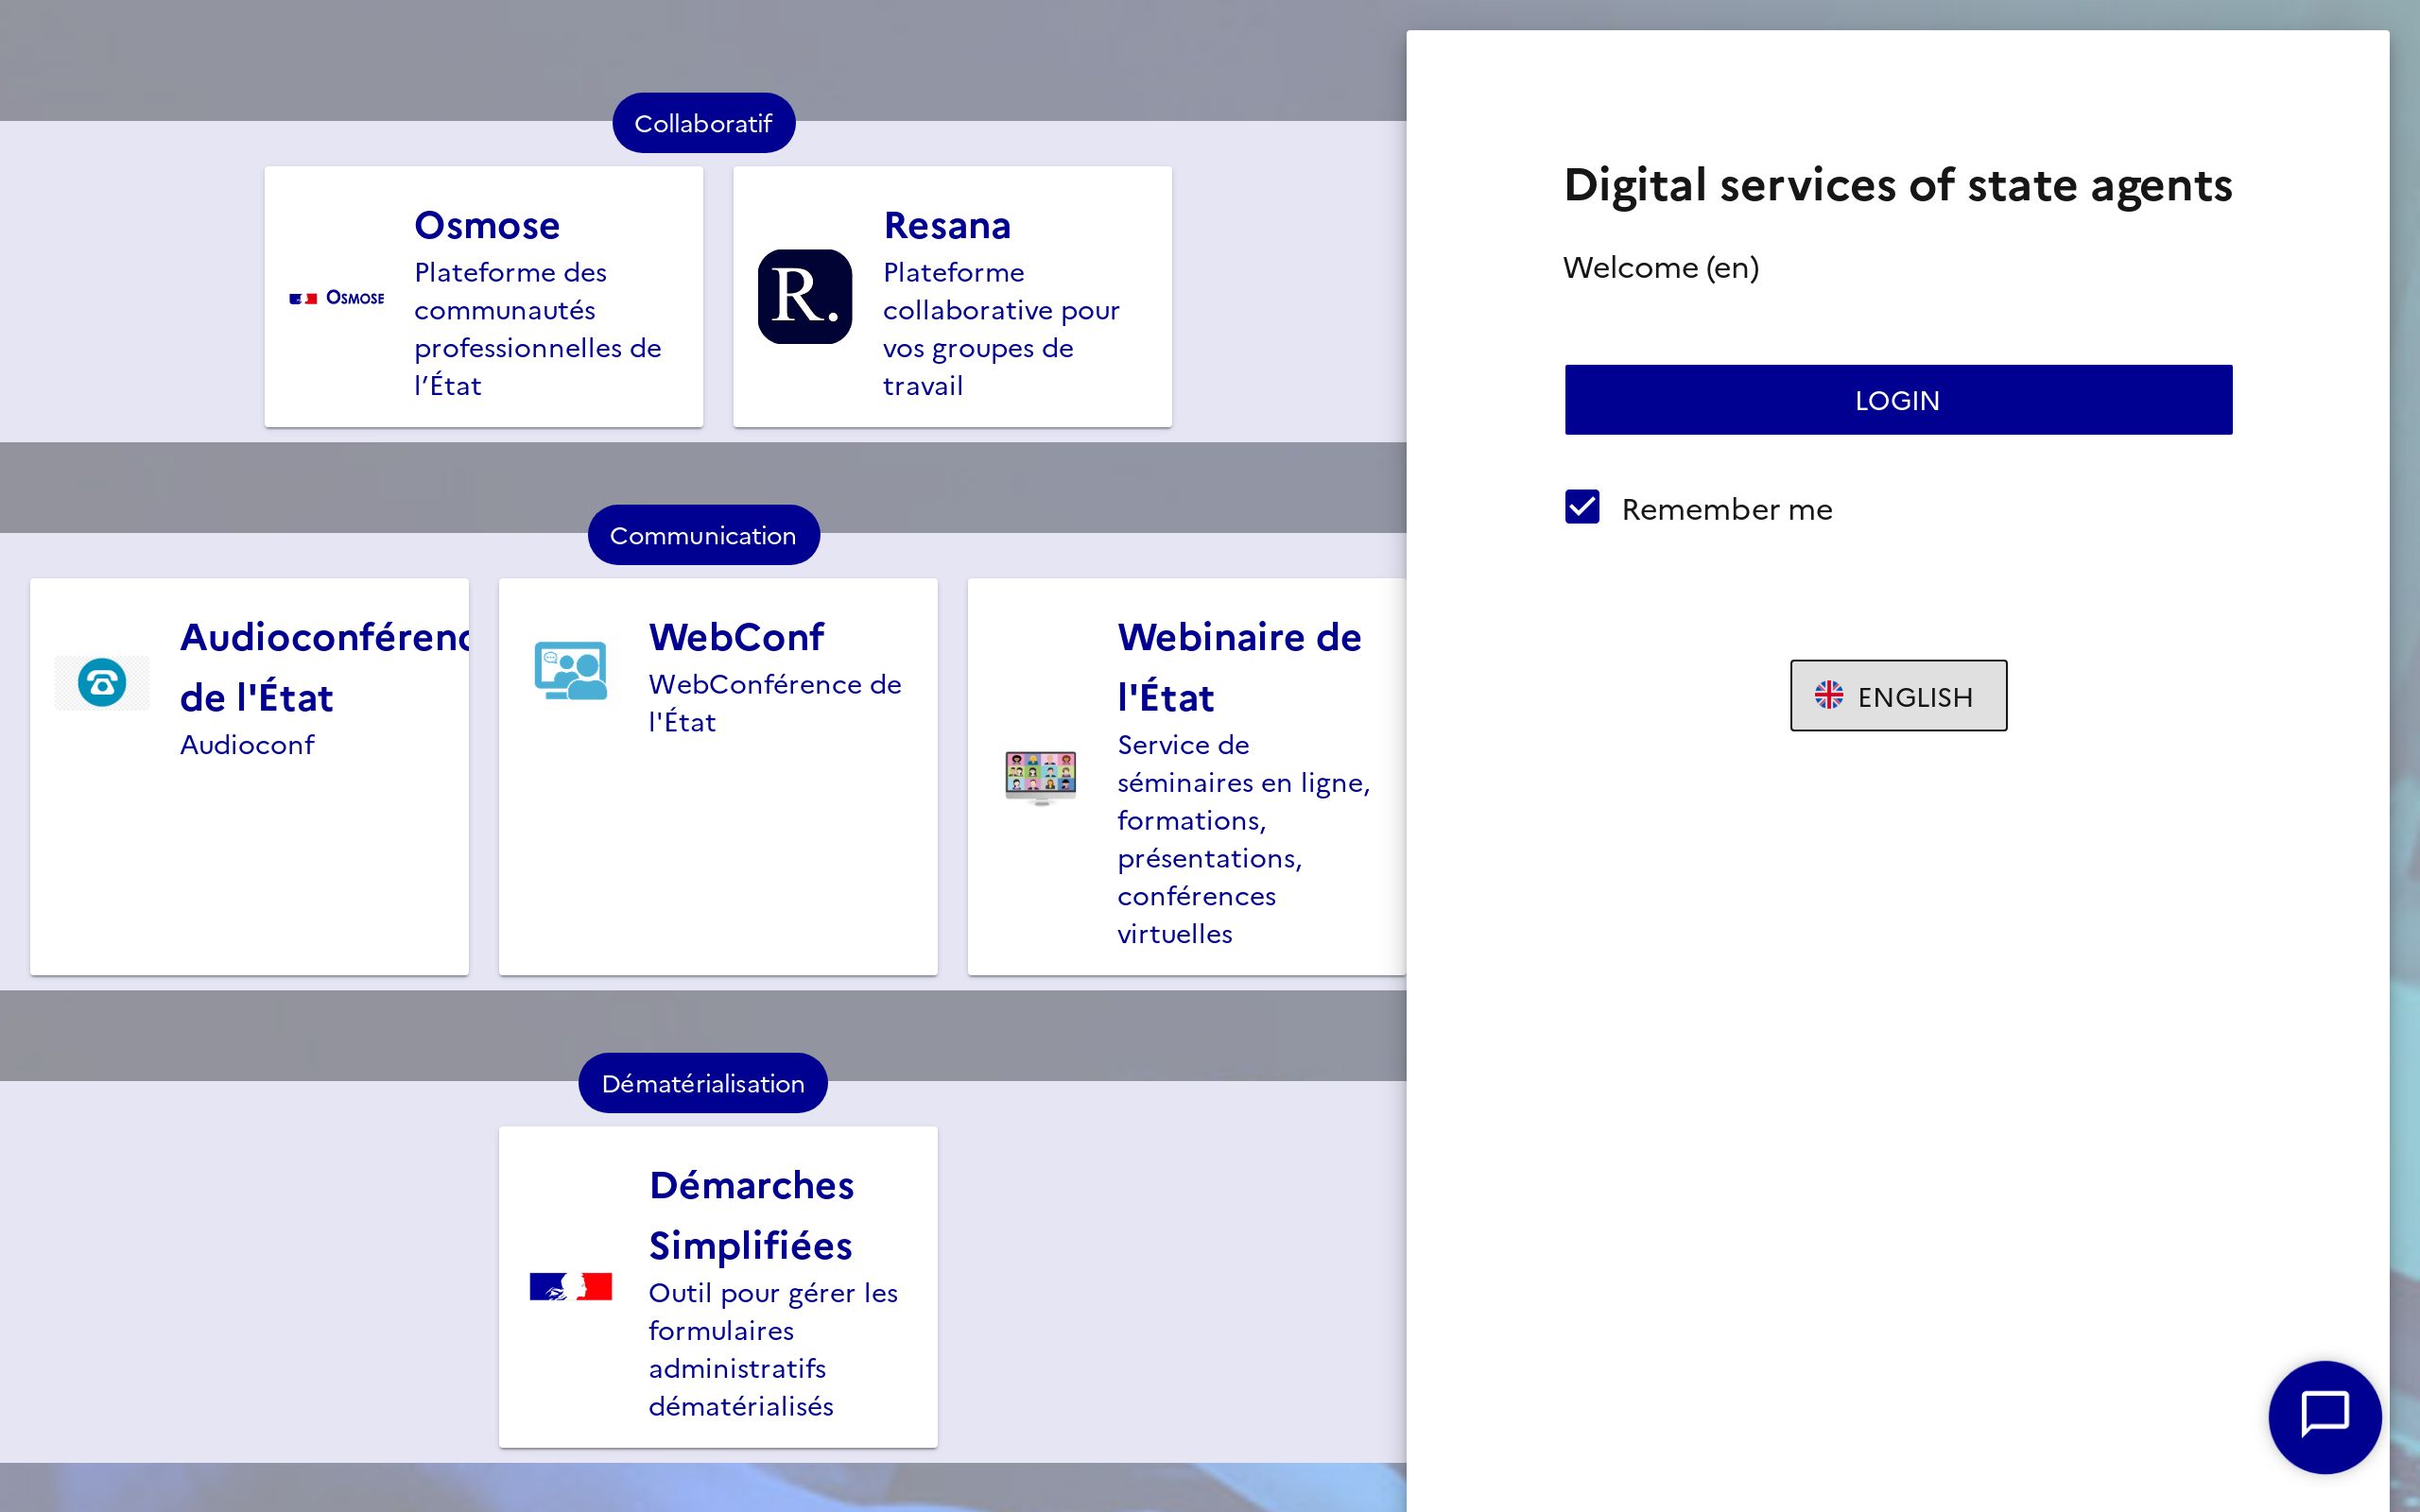 Collaboratif
OSMOSE
Osmose
Plateforme des
communautés
professionnelles de
l’État
R.
Resana
Plateforme
collaborative pour
vos groupes de
travail
Communication
Audioconféren
de l'État
Audioconf
WebConf
WebConférence de
l'État
Webinaire de
l'État
Service de
séminaires en ligne,
formations,
présentations,
conférences
virtuelles
Dématérialisation
Démarches
Simplifiées
Outil pour gérer les
formulaires
administratifs
dématérialisés
Digital services of state agents
Welcome (en)
LOGIN
Remember me
ENGLISH